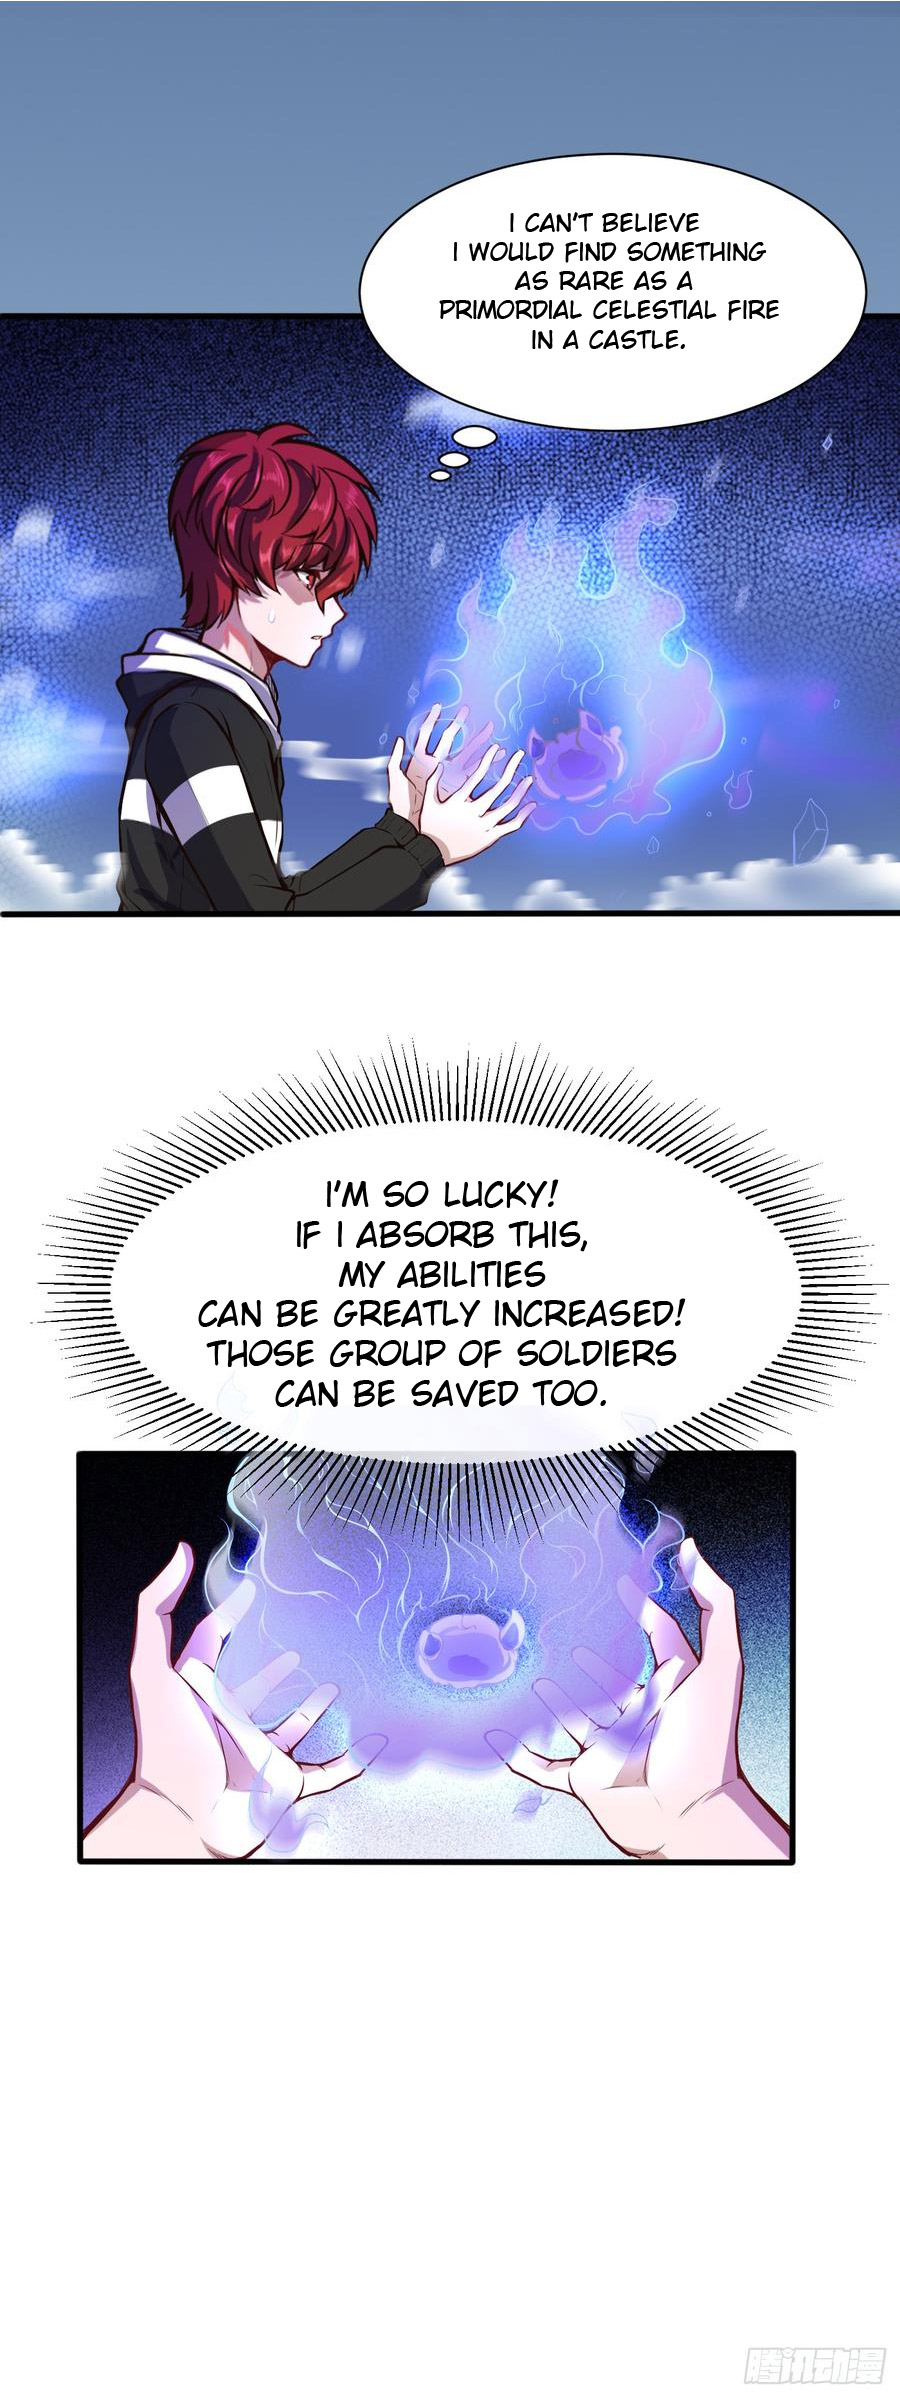 I CAN'T BELIEVE
I WOULD FIND SOMETHING
AS RARE AS A
PRIMORDIAL CELESTIAL FIRE
IN A CASTLE.
I'M SO LUCKY!
IF I ABSORB THIS,
MY ABILITIES
CAN BE GREATLY INCREASED!
THOSE GROUP OF SOLDIERS
CAN BE SAVED TOO.
腾讯动漫